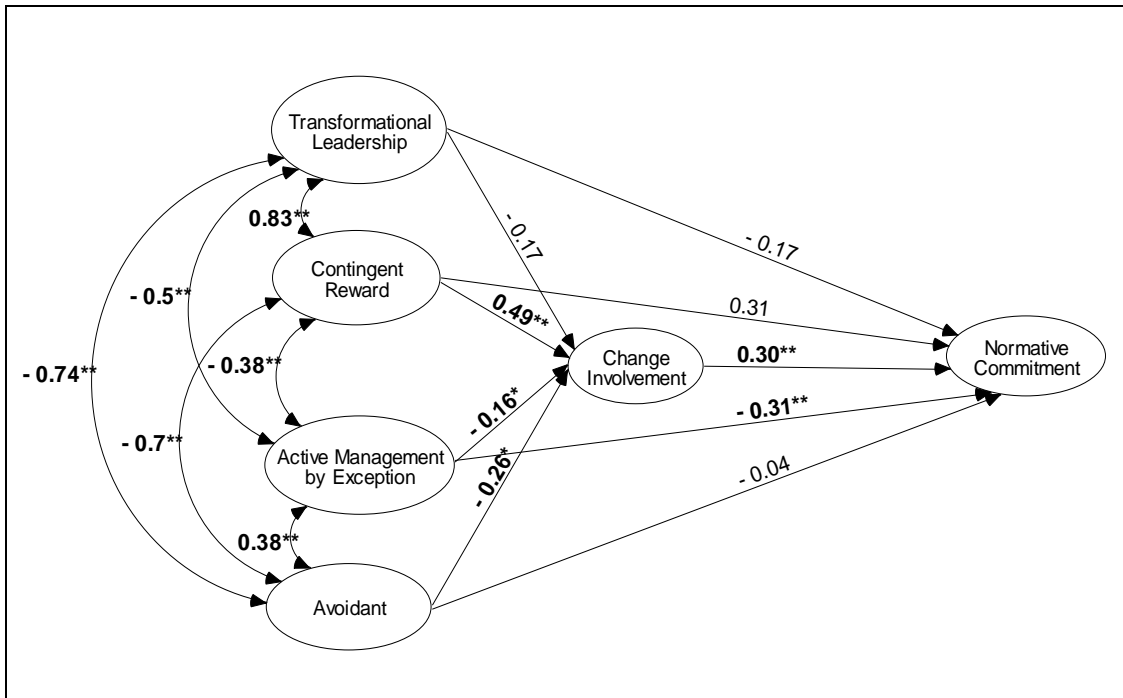 Transformational
Leadership
0.83**
- 0.17
- 0.17
Contingent
Reward
- 0.5**
0.49**
0.31
- 0.38**
- 0.74**
Change
Involvement
0.30**
Normative
Commitment
- 0.7**
- 0.16*
- 0.31**
Active Management
by Exception
- 0.26*
- 0.04
0.38**
Avoidant